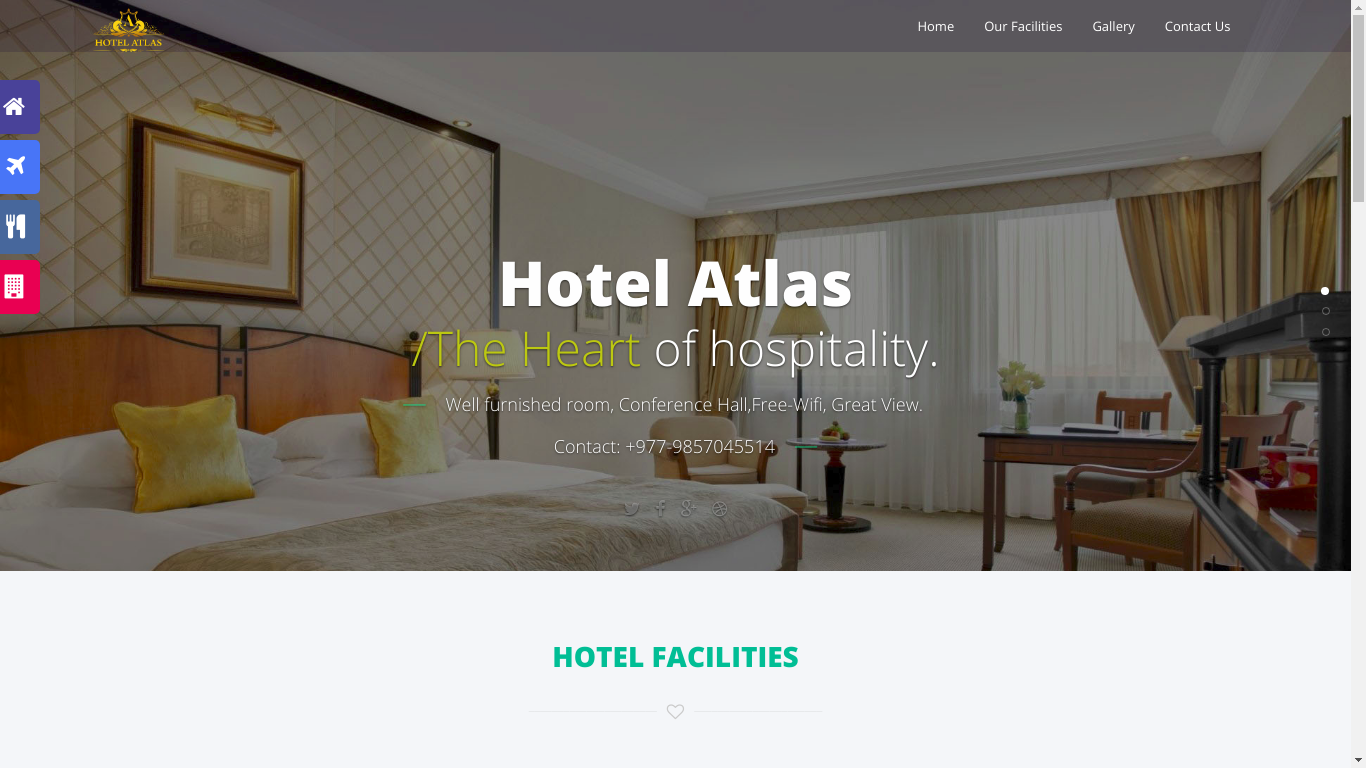 HOTEL ATLAS
Home
Our Facilities
Gallery
Contact Us
Hotel Atlas
/The Heart of hospitality.
Well furnished room, Conference Hall,Free-Wifi, Great View.
Contact: +977-9857045514
HOTEL FACILITIES